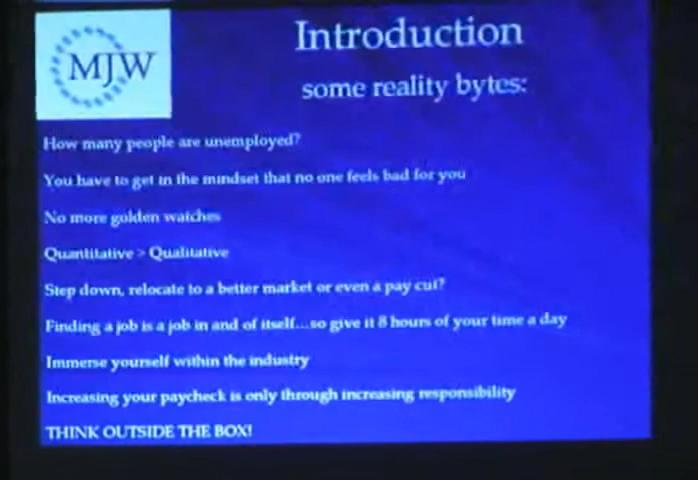 MJW
Introduction
some reality bytes:
How many people are unemployed?
You have to get in the mindset that no one feels bad for you
No more golden watches
Quantitative > Qualitative
Step down, relocate to a better market or even a pay cut?
Finding a job is a job in and of itself...so give it 8 hours of your time a day
Immerse yourself within the industry
Increasing your paycheck is only through increasing responsibility
THINK OUTSIDE THE BOX!